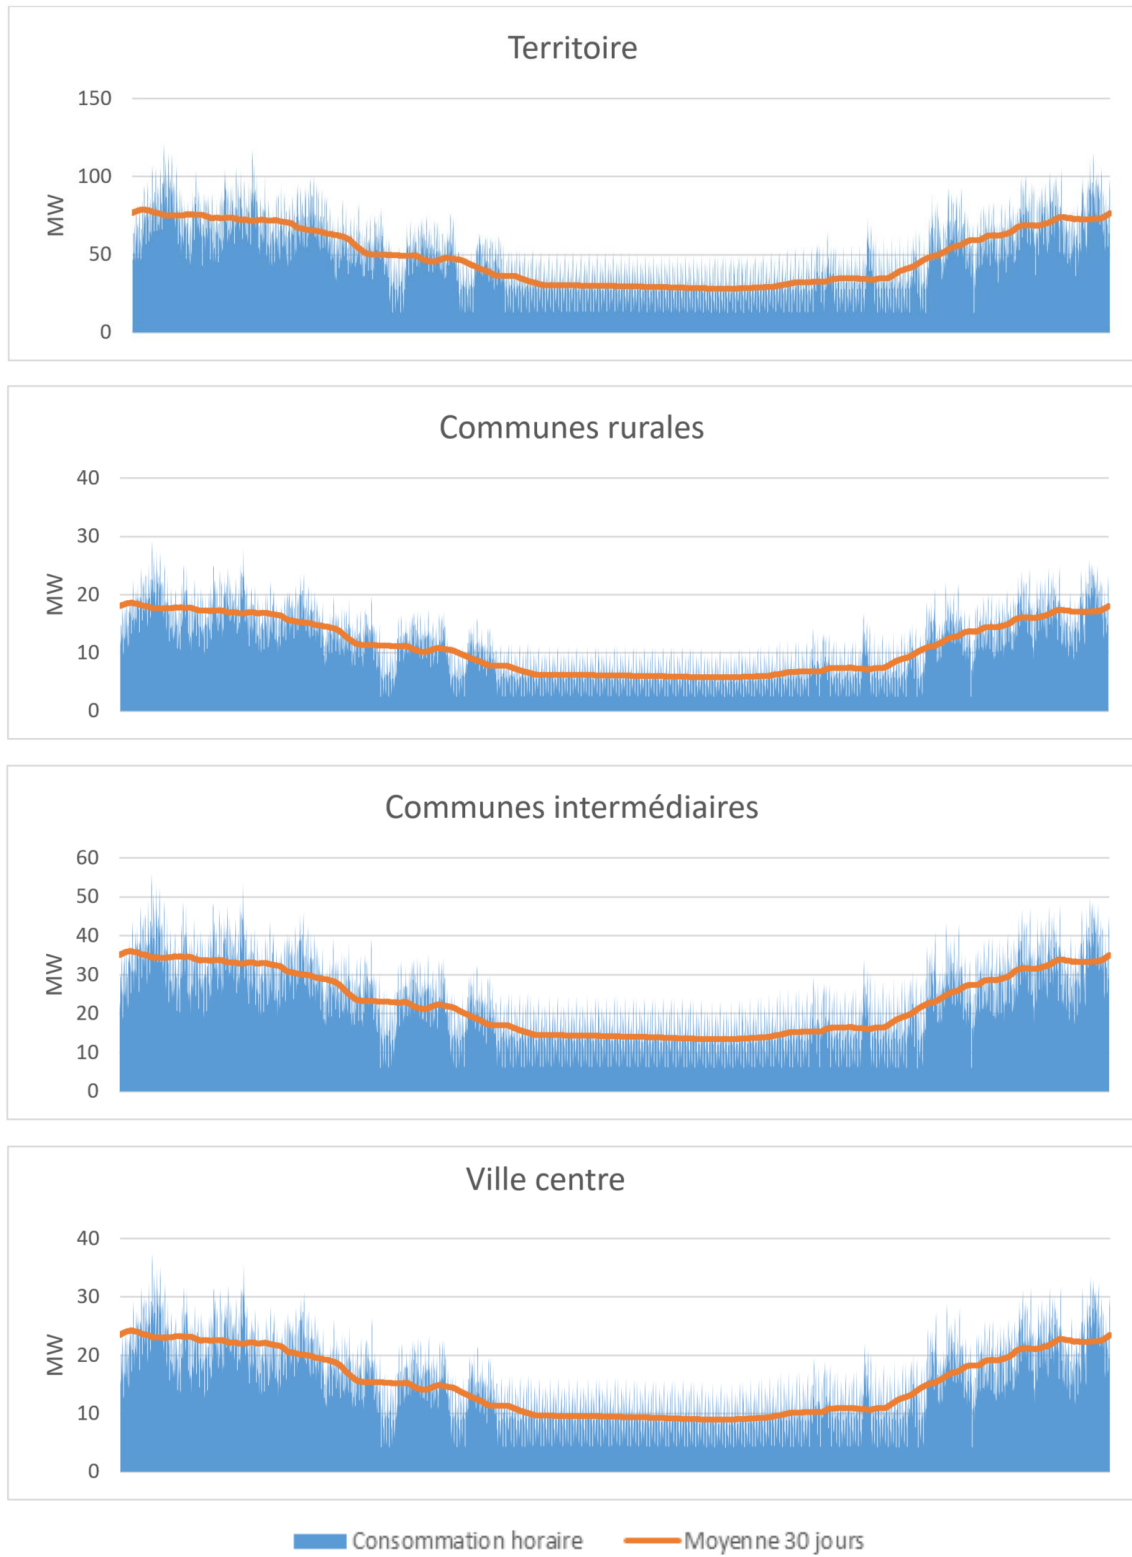 Territoire
150
100
50
0
MW
Communes rurales
40
30
20
10
0
MW
Communes intermédiaires
60
50
40
30
20
10
0
MW
Ville centre
40
30
20
10
0
MW
Consommation horaire Moyenne 30 jours